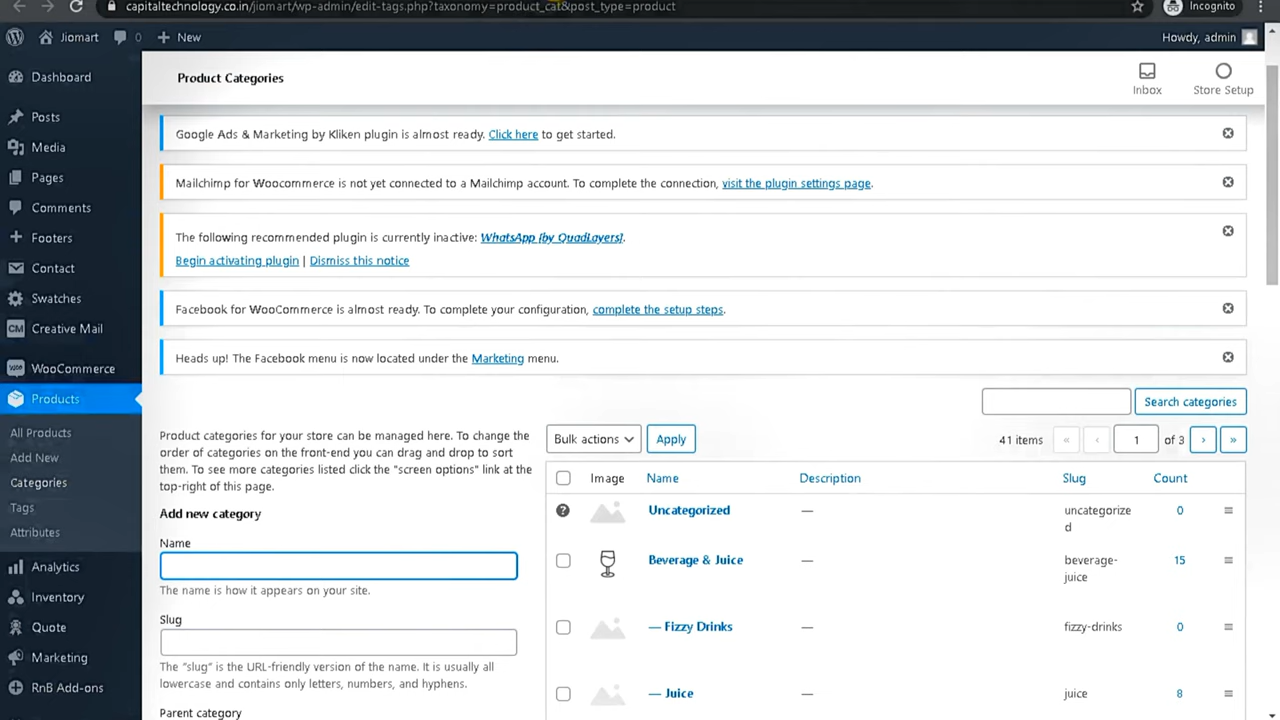 capitaltechnology.co.in/jiomart/wp-admin/edit-tags.php?taxonomy=product_cat&post_type=product
Incognito
Jiomart
0
New
Howdy, admin
Dashboard
Posts
Media
Pages
Comments
Footers
Contact
Swatches
CM Creative Mail
WooCommerce
Products
All Products
Add New
Categories
Tags
Attributes
Analytics
Inventory
Quote
Marketing
RnB Add-ons
Product Categories
Inbox
Store Setup
Google Ads & Marketing by Kliken plugin is almost ready. Click here to get started.
Mailchimp for Woocommerce is not yet connected to a Mailchimp account. To complete the connection, visit the plugin settings page.
The following recommended plugin is currently inactive: WhatsApp [by QuadLayers].
Begin activating plugin | Dismiss this notice
Facebook for WooCommerce is almost ready. To complete your configuration, complete the setup steps.
Heads up! The Facebook menu is now located under the Marketing menu.
Search categories
Product categories for your store can be managed here. To change the
order of categories on the front-end you can drag and drop to sort
them. To see more categories listed click the "screen options" link at the
top-right of this page.
Add new category
Name
The name is how it appears on your site.
Slug
The "slug" is the URL-friendly version of the name. It is usually all
lowercase and contains only letters, numbers, and hyphens.
Parent category
Bulk actions
Apply
41 items « ‹ 1 of 3 › »
Image Name Description Slug Count
Uncategorized — uncategorize
d
0
Beverage & Juice — beverage-
juice
15
— Fizzy Drinks — fizzy-drinks 0
— Juice — juice 8